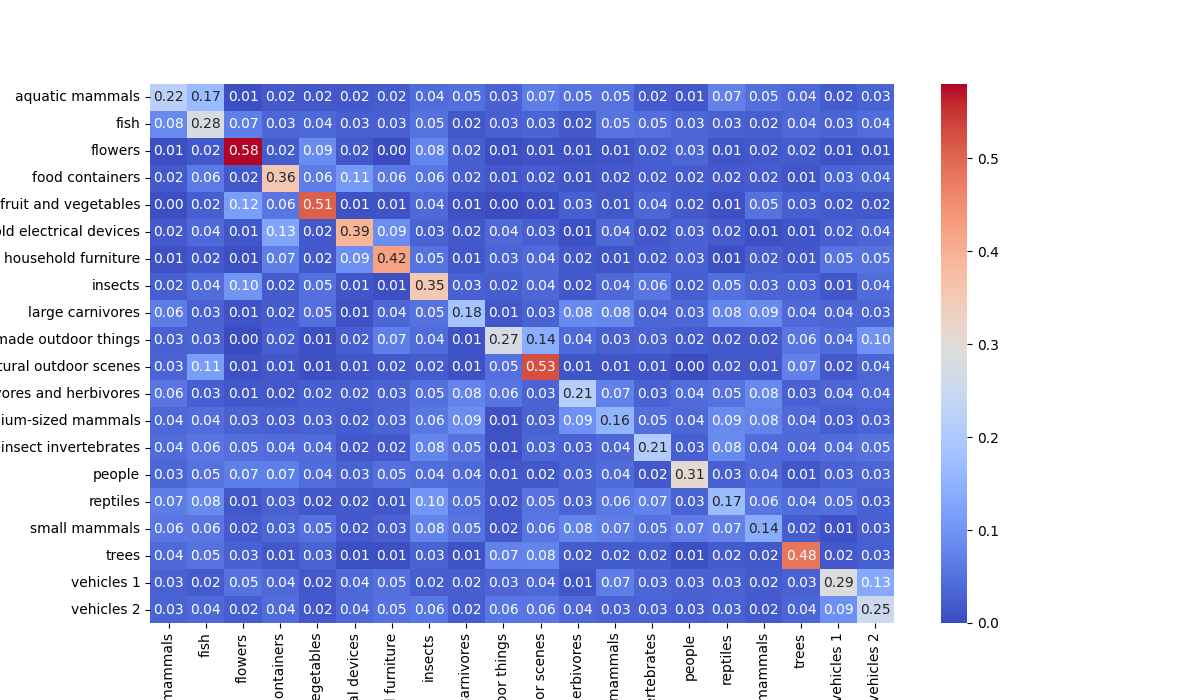 aquatic mammals 0.22 0.17 0.01 0.02 0.02 0.02 0.02 0.04 0.05 0.03 0.07 0.05 0.05 0.02 0.01 0.07 0.05 0.04 0.02 0.03
fish 0.08 0.28 0.07 0.03 0.04 0.03 0.03 0.05 0.02 0.03 0.03 0.02 0.05 0.05 0.03 0.03 0.02 0.04 0.03 0.04
flowers 0.01 0.02 0.58 0.02 0.09 0.02 0.00 0.08 0.02 0.01 0.01 0.01 0.01 0.02 0.03 0.01 0.02 0.02 0.01 0.01
food containers 0.02 0.06 0.02 0.36 0.06 0.11 0.06 0.06 0.02 0.01 0.02 0.01 0.02 0.02 0.02 0.02 0.02 0.01 0.03 0.04
fruit and vegetables 0.00 0.02 0.12 0.06 0.51 0.01 0.01 0.04 0.01 0.00 0.01 0.03 0.01 0.04 0.02 0.01 0.05 0.03 0.02 0.02
old electrical devices 0.02 0.04 0.01 0.13 0.02 0.39 0.09 0.03 0.02 0.04 0.03 0.01 0.04 0.02 0.03 0.02 0.01 0.01 0.02 0.04
household furniture 0.01 0.02 0.01 0.07 0.02 0.09 0.42 0.05 0.01 0.03 0.04 0.02 0.01 0.02 0.03 0.01 0.02 0.01 0.05 0.05
insects 0.02 0.04 0.10 0.02 0.05 0.01 0.01 0.35 0.03 0.02 0.04 0.02 0.04 0.06 0.02 0.05 0.03 0.03 0.01 0.04
large carnivores 0.06 0.03 0.01 0.02 0.05 0.01 0.04 0.05 0.18 0.01 0.03 0.08 0.08 0.04 0.03 0.08 0.09 0.04 0.04 0.03
made outdoor things 0.03 0.03 0.00 0.02 0.01 0.02 0.07 0.04 0.01 0.27 0.14 0.04 0.03 0.03 0.02 0.02 0.02 0.06 0.04 0.10
tural outdoor scenes 0.03 0.11 0.01 0.01 0.01 0.01 0.02 0.02 0.01 0.05 0.53 0.01 0.01 0.01 0.00 0.02 0.01 0.07 0.02 0.04
ores and herbivores 0.06 0.03 0.01 0.02 0.02 0.02 0.03 0.05 0.08 0.06 0.03 0.21 0.07 0.03 0.04 0.05 0.08 0.03 0.04 0.04
ium-sized mammals 0.04 0.04 0.03 0.03 0.03 0.02 0.03 0.06 0.09 0.01 0.03 0.09 0.16 0.05 0.04 0.09 0.08 0.04 0.03 0.03
insect invertebrates 0.04 0.06 0.05 0.04 0.04 0.02 0.02 0.08 0.05 0.01 0.03 0.03 0.04 0.21 0.03 0.08 0.04 0.04 0.04 0.05
people 0.03 0.05 0.07 0.07 0.04 0.03 0.05 0.04 0.04 0.01 0.02 0.03 0.04 0.02 0.31 0.03 0.04 0.01 0.03 0.03
reptiles 0.07 0.08 0.01 0.03 0.02 0.02 0.01 0.10 0.05 0.02 0.05 0.03 0.06 0.07 0.03 0.17 0.06 0.04 0.05 0.03
small mammals 0.06 0.06 0.02 0.03 0.05 0.02 0.03 0.08 0.05 0.02 0.06 0.08 0.07 0.05 0.07 0.07 0.14 0.02 0.01 0.03
trees 0.04 0.05 0.03 0.01 0.03 0.01 0.01 0.03 0.01 0.07 0.08 0.02 0.02 0.02 0.01 0.02 0.02 0.48 0.02 0.03
vehicles 1 0.03 0.02 0.05 0.04 0.02 0.04 0.05 0.02 0.02 0.03 0.04 0.01 0.07 0.03 0.03 0.03 0.02 0.03 0.29 0.13
vehicles 2 0.03 0.04 0.02 0.04 0.02 0.04 0.05 0.06 0.02 0.06 0.06 0.04 0.03 0.03 0.03 0.03 0.02 0.04 0.09 0.25
mammals
fish
flowers
ontainers
egetables
al devices
furniture
insects
arnivores
or things
or scenes
erbivores
mammals
rtebrates
people
reptiles
mammals
trees
vehicles 1
vehicles 2
0.5
0.4
0.3
0.2
0.1
0.0